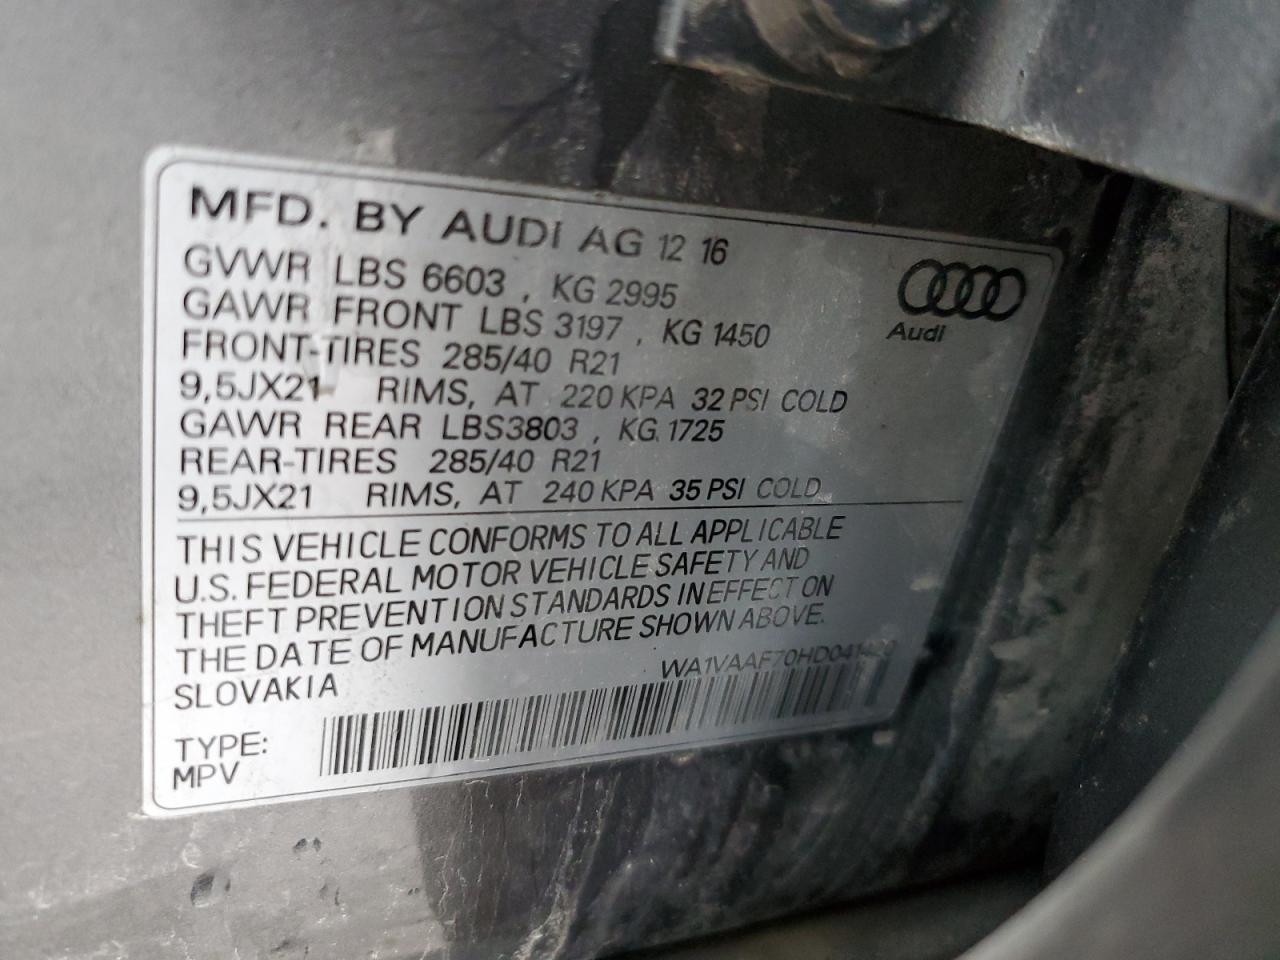 MFD. BY AUDI AG 12 16
GVWR LBS 6603 , KG 2995
GAWR FRONT LBS 3197 , KG 1450
FRONT-TIRES 285/40 R21
9,5JX21 RIMS, AT 220 KPA 32 PSI COLD
GAWR REAR LBS3803 , KG 1725
REAR-TIRES 285/40 R21
9,5JX21 RIMS, AT 240 KPA 35 PSI COLD
Audi
THIS VEHICLE CONFORMS TO ALL APPLICABLE
U.S. FEDERAL MOTOR VEHICLE SAFETY AND
THEFT PREVENTION STANDARDS IN EFFECT ON
THE DATE OF MANUFACTURE SHOWN ABOVE.
SLOVAKIA
TYPE:
MPV